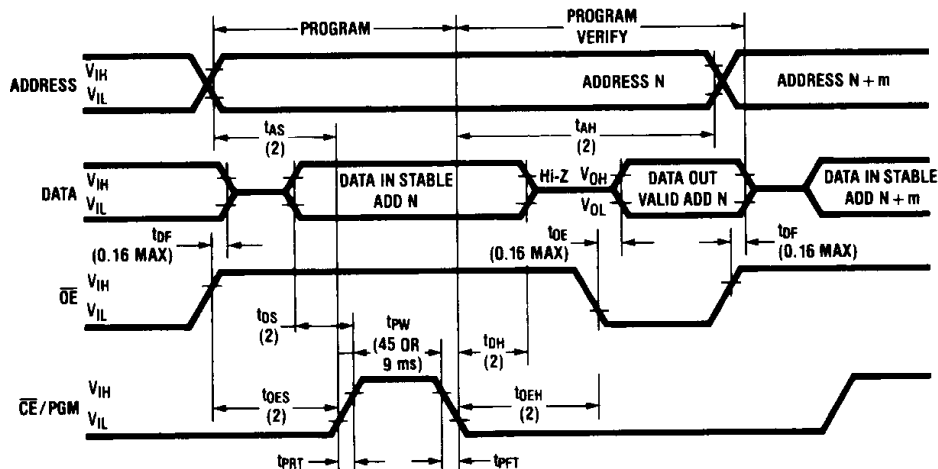 PROGRAM
PROGRAM
VERIFY
ADDRESS
VIH
VIL
ADDRESS N
ADDRESS N + m
tAS
(2)
tAH
(2)
DATA
VIH
VIL
DATA IN STABLE
ADD N
Hi-Z
VOH
VOL
DATA OUT
VALID ADD N
DATA IN STABLE
ADD N + m
tDF
(0.16 MAX)
tOE
(0.16 MAX)
tDF
(0.16 MAX)
OE
VIH
VIL
tDS
(2)
tPW
(45 OR
9 ms)
tDH
(2)
CE/PGM
VIH
VIL
tOES
(2)
tOEH
(2)
tPRT
tPFT